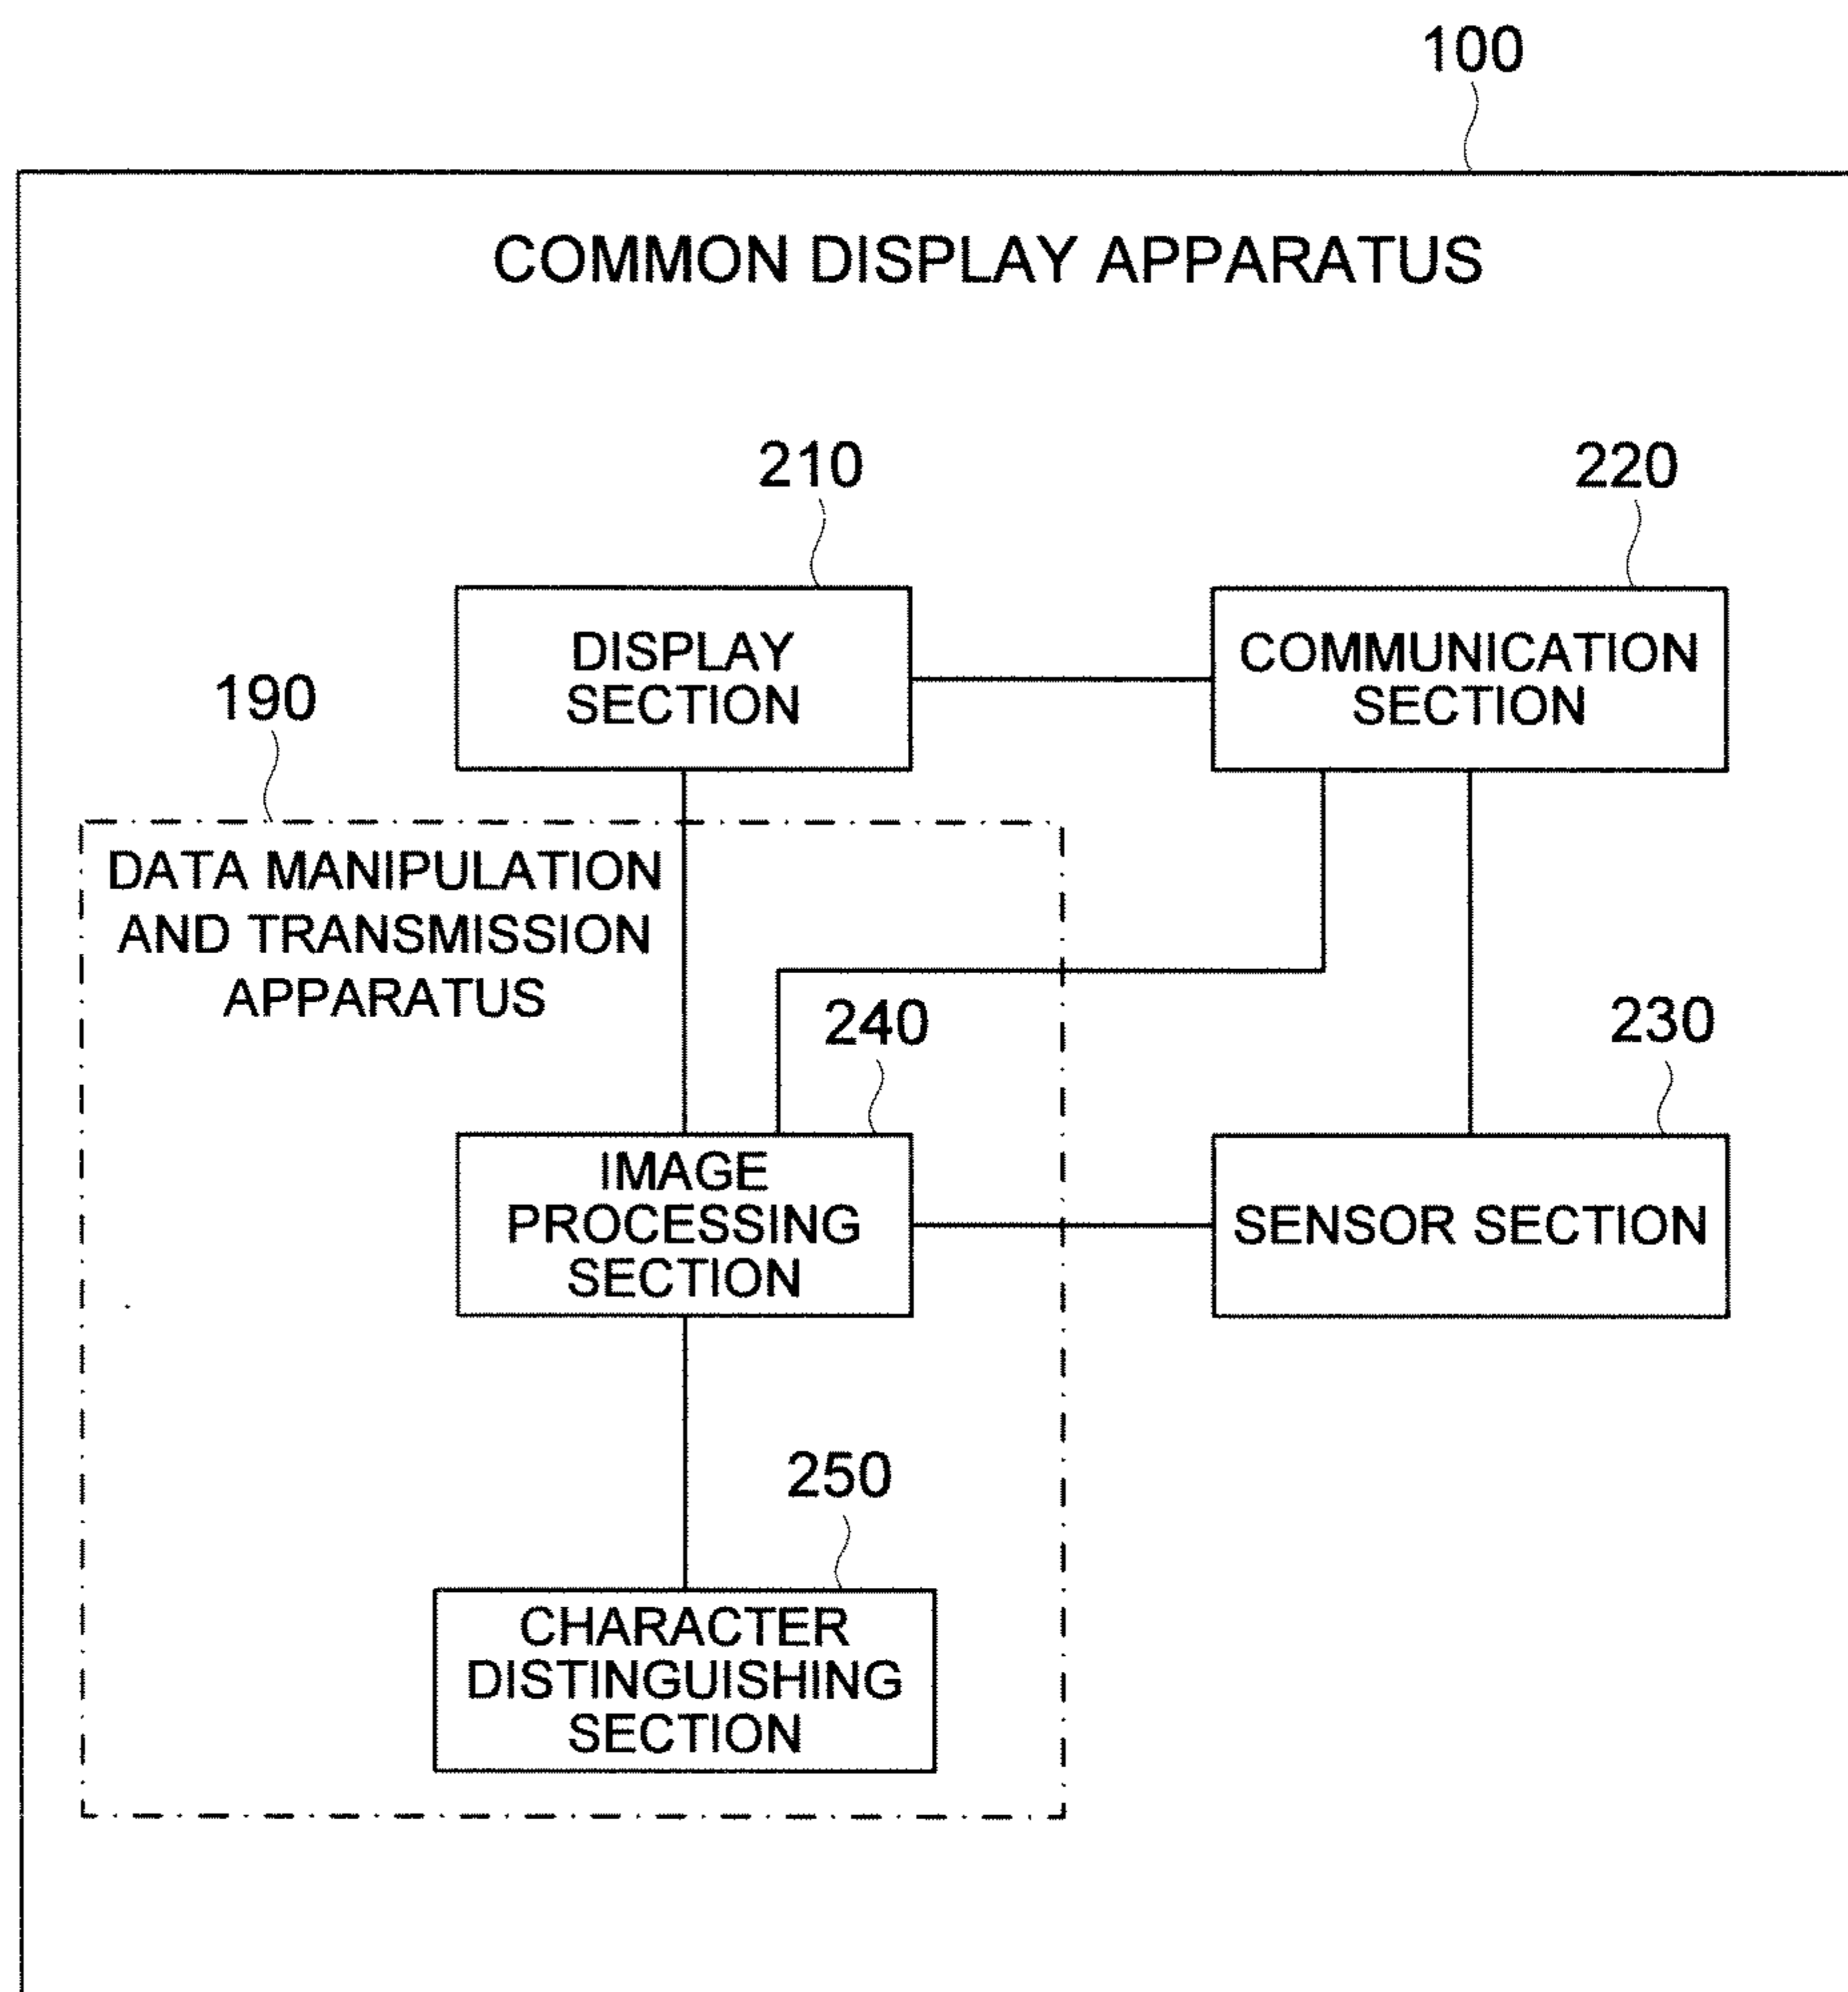 100
COMMON DISPLAY APPARATUS
210
220
DISPLAY
SECTION
COMMUNICATION
SECTION
190
DATA MANIPULATION
AND TRANSMISSION
APPARATUS
240
230
IMAGE
PROCESSING
SECTION
SENSOR SECTION
250
CHARACTER
DISTINGUISHING
SECTION